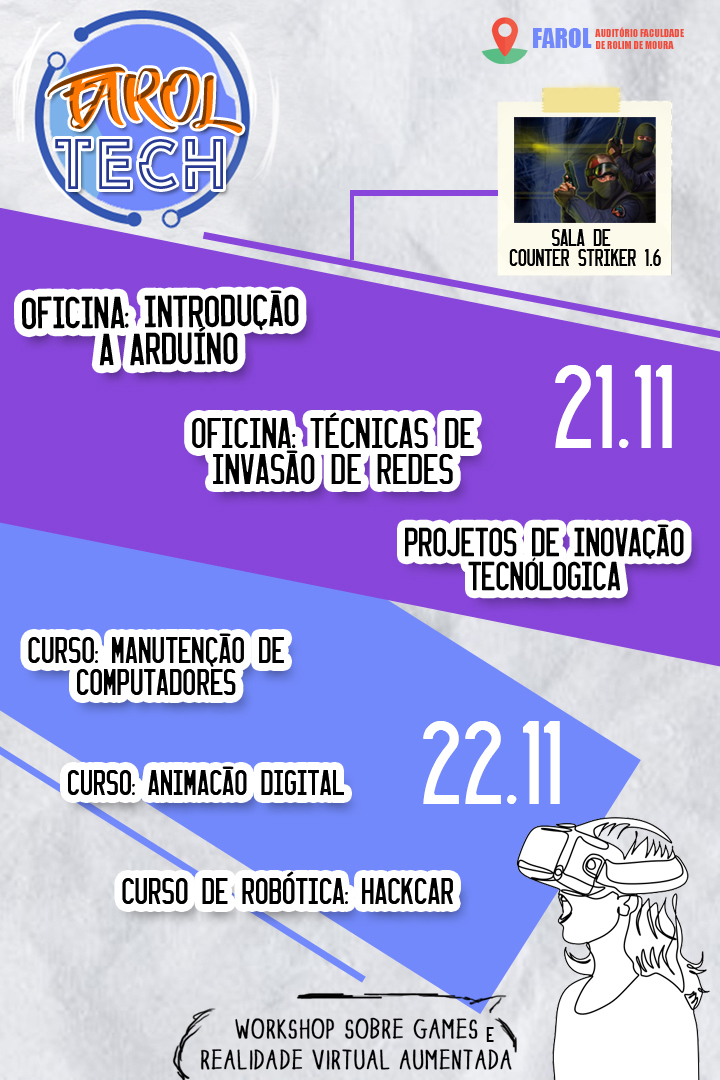 FAROL
TECH
FAROL
AUDITÓRIO FACULDADE
DE ROLIM DE MOURA
SALA DE
COUNTER STRIKER 1.6
OFICINA: INTRODUÇÃO
A ARDUÍNO
21.11
OFICINA: TÉCNICAS DE
INVASÃO DE REDES
PROJETOS DE INOVAÇÃO
TECNÓLOGICA
CURSO: MANUTENÇÃO DE
COMPUTADORES
22.11
CURSO: ANIMACÃO DIGITAL
CURSO DE ROBÓTICA: HACKCAR
WORKSHOP SOBRE GAMES E
REALIDADE VIRTUAL AUMENTADA